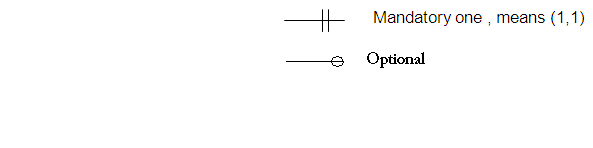 Mandatory one , means (1,1)
Optional